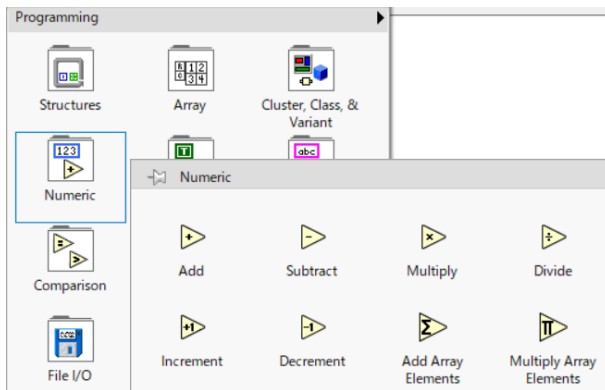 Programming
Structures
Array
Cluster, Class, &
Variant
Numeric
Numeric
Add
Subtract
Multiply
Divide
Comparison
Increment
Decrement
Add Array
Elements
Multiply Array
Elements
File I/O